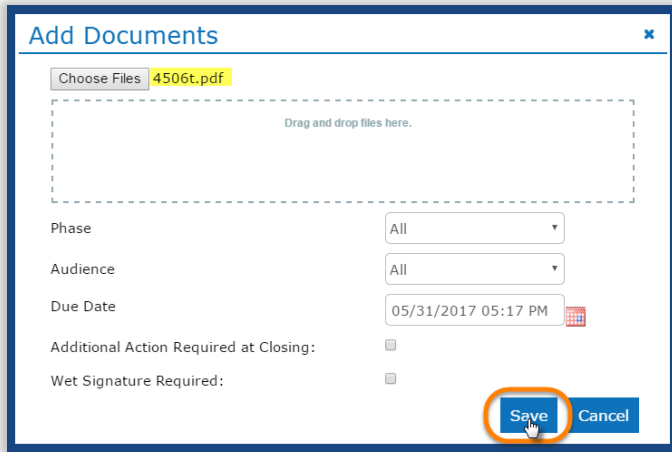 Add Documents
Choose Files 4506t.pdf
Drag and drop files here.
Phase All
Audience All
Due Date 05/31/2017 05:17 PM
Additional Action Required at Closing:
Wet Signature Required:
Save Cancel